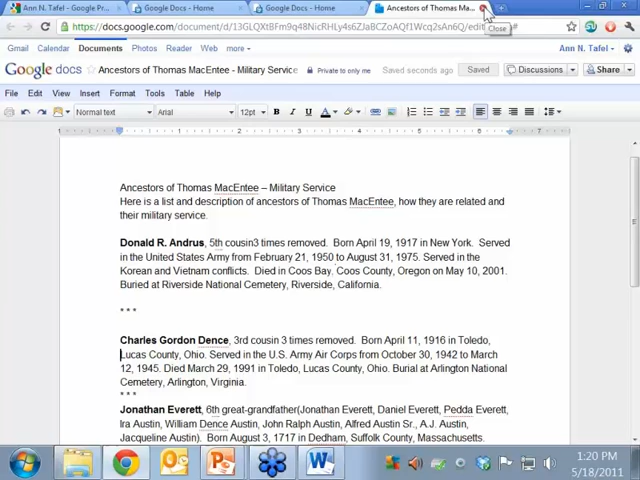 Ann N. Tafel - Google Pr...
Google Docs - Home
Google Docs - Home
Ancestors of Thomas Ma...
Close
https://docs.google.com/document/d/13GLQXtBFm9q48NicRHLy4s6ZJaBCZoAQf1Wcq2sAn6Q/edit
Gmail Calendar Documents Photos Reader Web more
Ann N. Tafel
Google docs Ancestors of Thomas MacEntee - Military Service Private to only me Saved seconds ago Saved Discussions Share
File Edit View Insert Format Tools Table Help
Normal text Arial 12pt B I U A
1 2 3 4 5 6 7
Ancestors of Thomas MacEntee – Military Service
Here is a list and description of ancestors of Thomas MacEntee, how they are related and
their military service.
Donald R. Andrus, 5th cousin3 times removed. Born April 19, 1917 in New York. Served
in the United States Army from February 21, 1950 to August 31, 1975. Served in the
Korean and Vietnam conflicts. Died in Coos Bay. Coos County, Oregon on May 10, 2001.
Buried at Riverside National Cemetery, Riverside, California.
* * *
Charles Gordon Dence, 3rd cousin 3 times removed. Born April 11, 1916 in Toledo,
Lucas County, Ohio. Served in the U.S. Army Air Corps from October 30, 1942 to March
12, 1945. Died March 29, 1991 in Toledo, Lucas County, Ohio. Burial at Arlington National
Cemetery, Arlington, Virginia.
* * *
Jonathan Everett, 6th great-grandfather(Jonathan Everett, Daniel Everett, Pedda Everett,
Ira Austin, William Dence Austin, John Ralph Austin, Alfred Austin Sr., A.J. Austin,
Jacqueline Austin). Born August 3, 1717 in Dedham, Suffolk County, Massachusetts.
1:20 PM
5/18/2011